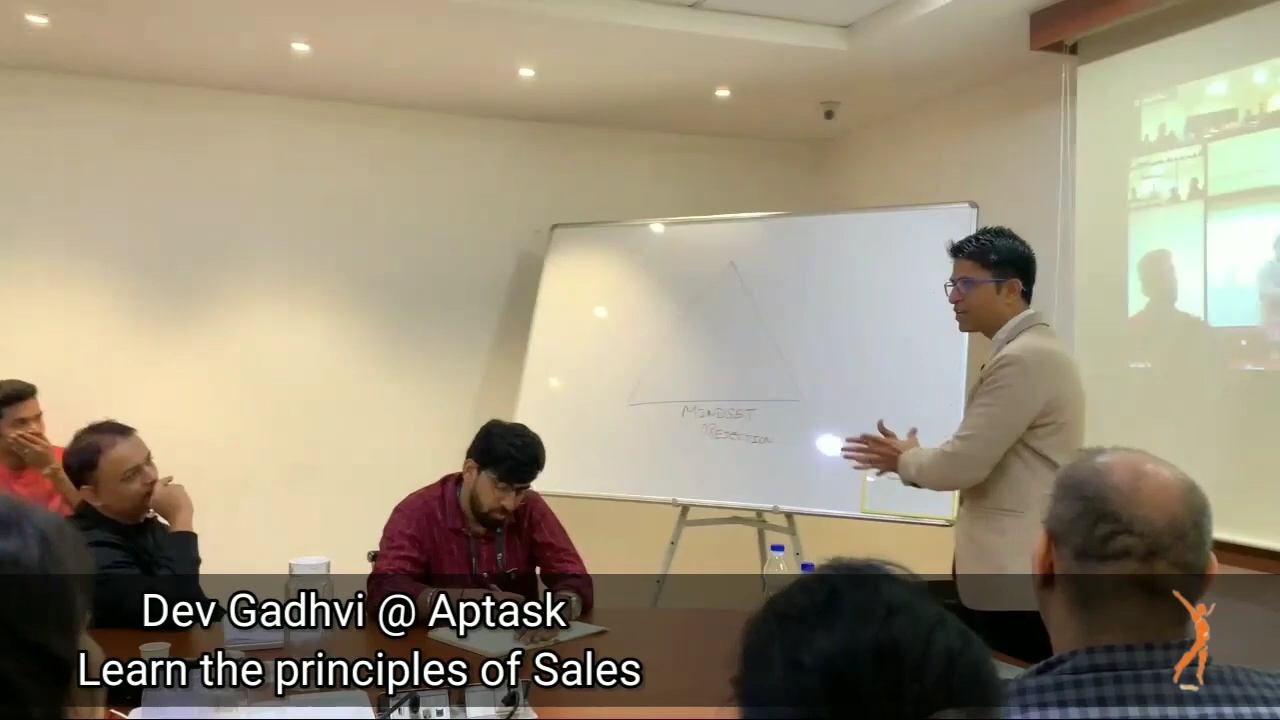 MINDSET
REJECTION
Dev Gadhvi @ Aptask
Learn the principles of Sales